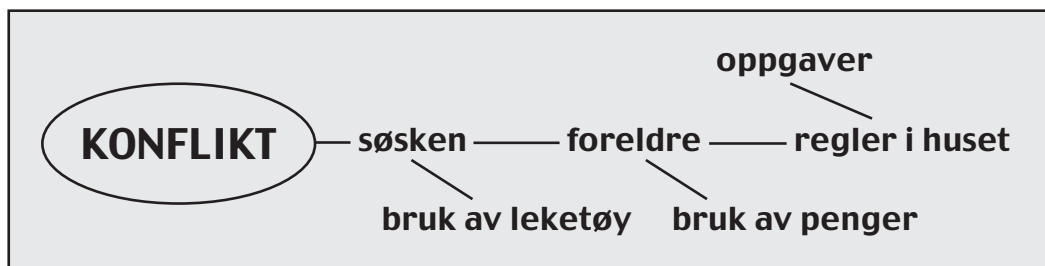 oppgaver
KONFLIKT søsken foreldre regler i huset
bruk av leketøy bruk av penger